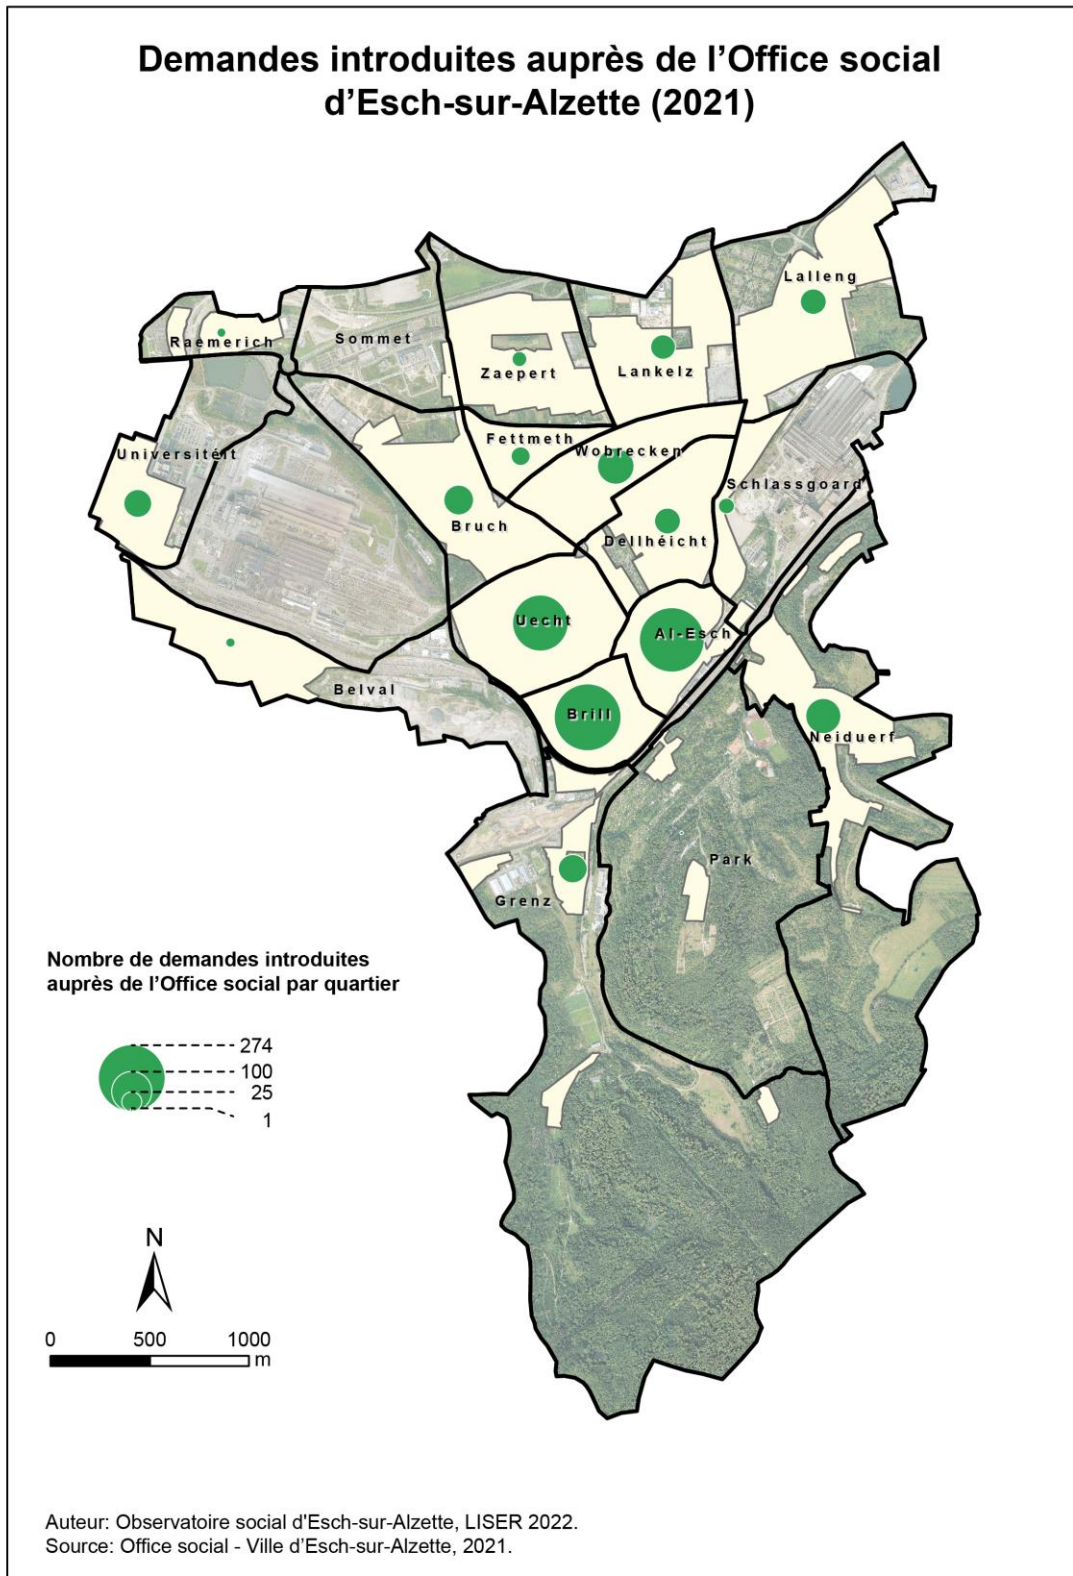 Demandes introduites auprès de l'Office social
d'Esch-sur-Alzette (2021)
Lalleng
Raemerich
Sommet
Zaepert
Lankelz
Fettmeth
Wobrecken
Universitéit
Schlassgoard
Bruch
Dellhéicht
Uecht
Al-Esch
Belval
Brill
Neiduerf
Park
Grenz
Nombre de demandes introduites
auprès de l'Office social par quartier
274
100
25
1
N
0 500 1000
m
Auteur: Observatoire social d'Esch-sur-Alzette, LISER 2022.
Source: Office social - Ville d'Esch-sur-Alzette, 2021.